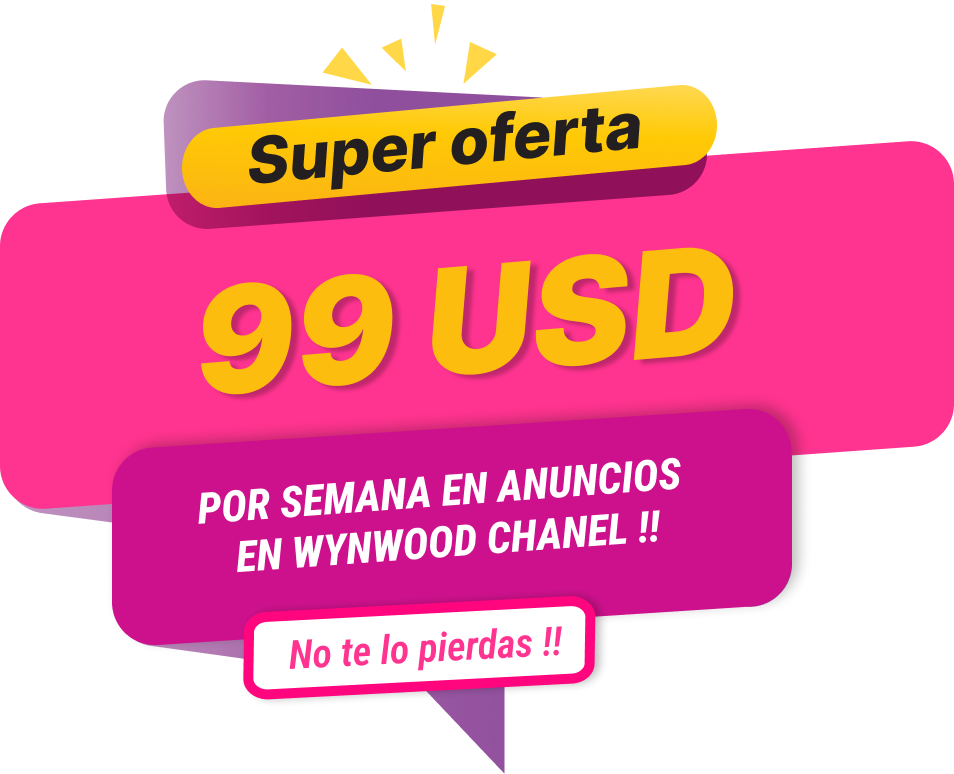 Super oferta
99 USD
POR SEMANA EN ANUNCIOS
EN WYNWOOD CHANEL !!
No te lo pierdas !!